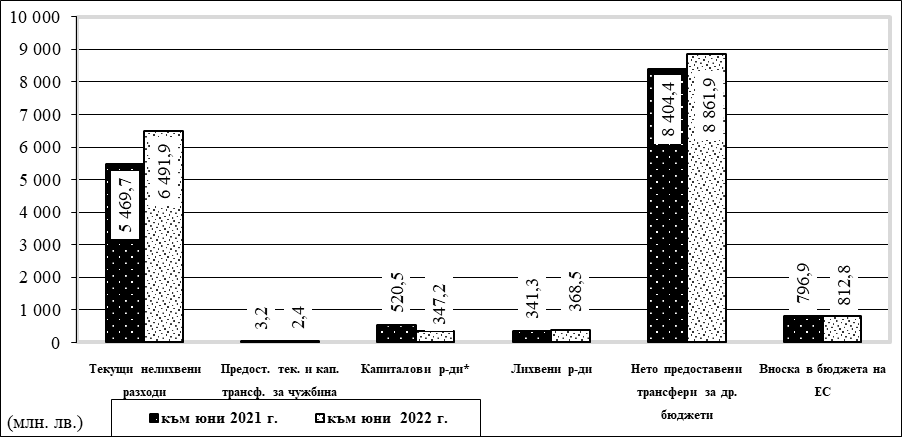 10 000
9 000
8 000
7 000
6 000
5 000
4 000
3 000
2 000
1 000
0
5 469,7
6 491,9
3,2
2,4
520,5
347,2
341,3
368,5
8 404,4
8 861,9
796,9
812,8
Текущи нелихвени
разходи
Предост. тек. и кап.
трансф. за чужбина
Капиталови р-ди*
Лихвени р-ди
Нето предоставени
трансфери за др.
бюджети
Вноска в бюджета на
ЕС
(млн. лв.)
към юни 2021 г.
към юни 2022 г.